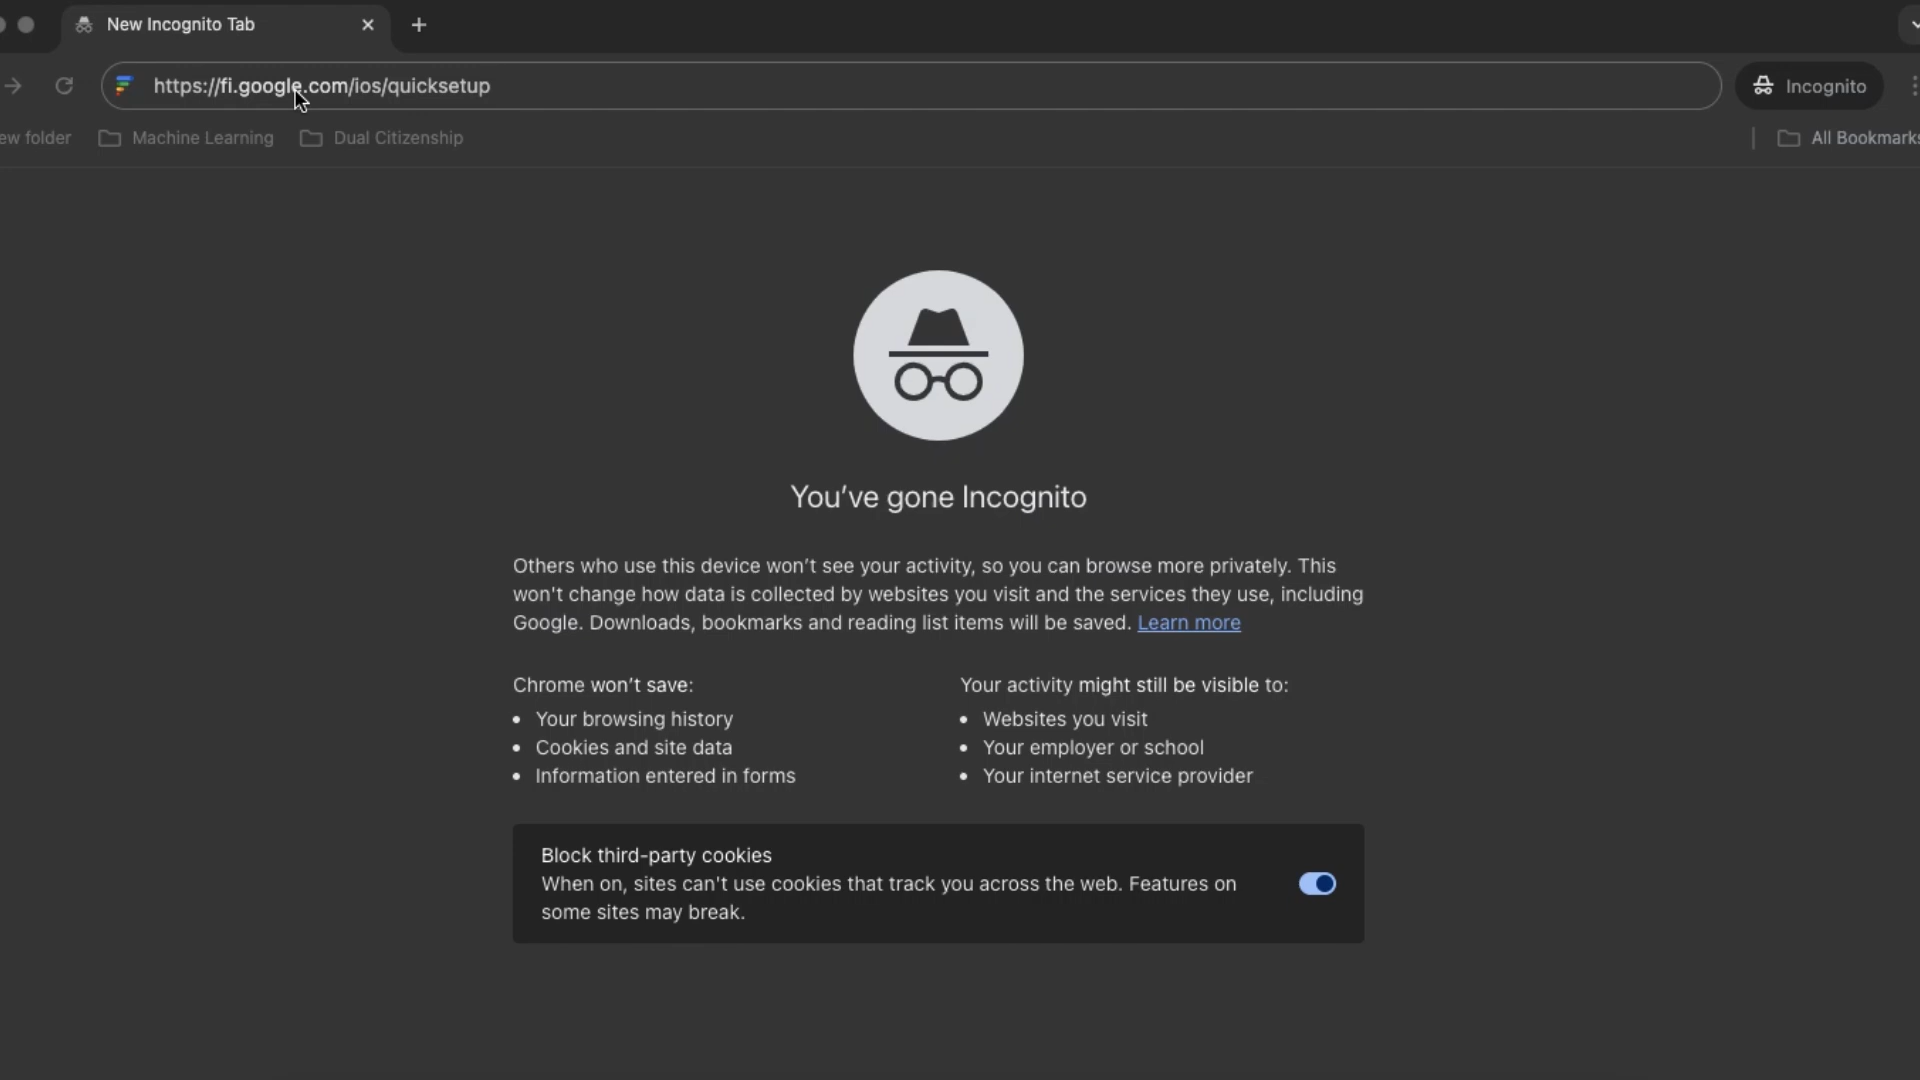 New Incognito Tab
https://fi.google.com/ios/quicksetup
Incognito
ew folder
Machine Learning
Dual Citizenship
All Bookmarks
You’ve gone Incognito
Others who use this device won’t see your activity, so you can browse more privately. This
won't change how data is collected by websites you visit and the services they use, including
Google. Downloads, bookmarks and reading list items will be saved. Learn more
Chrome won’t save:
Your browsing history
Cookies and site data
Information entered in forms
Your activity might still be visible to:
Websites you visit
Your employer or school
Your internet service provider
Block third-party cookies
When on, sites can't use cookies that track you across the web. Features on
some sites may break.